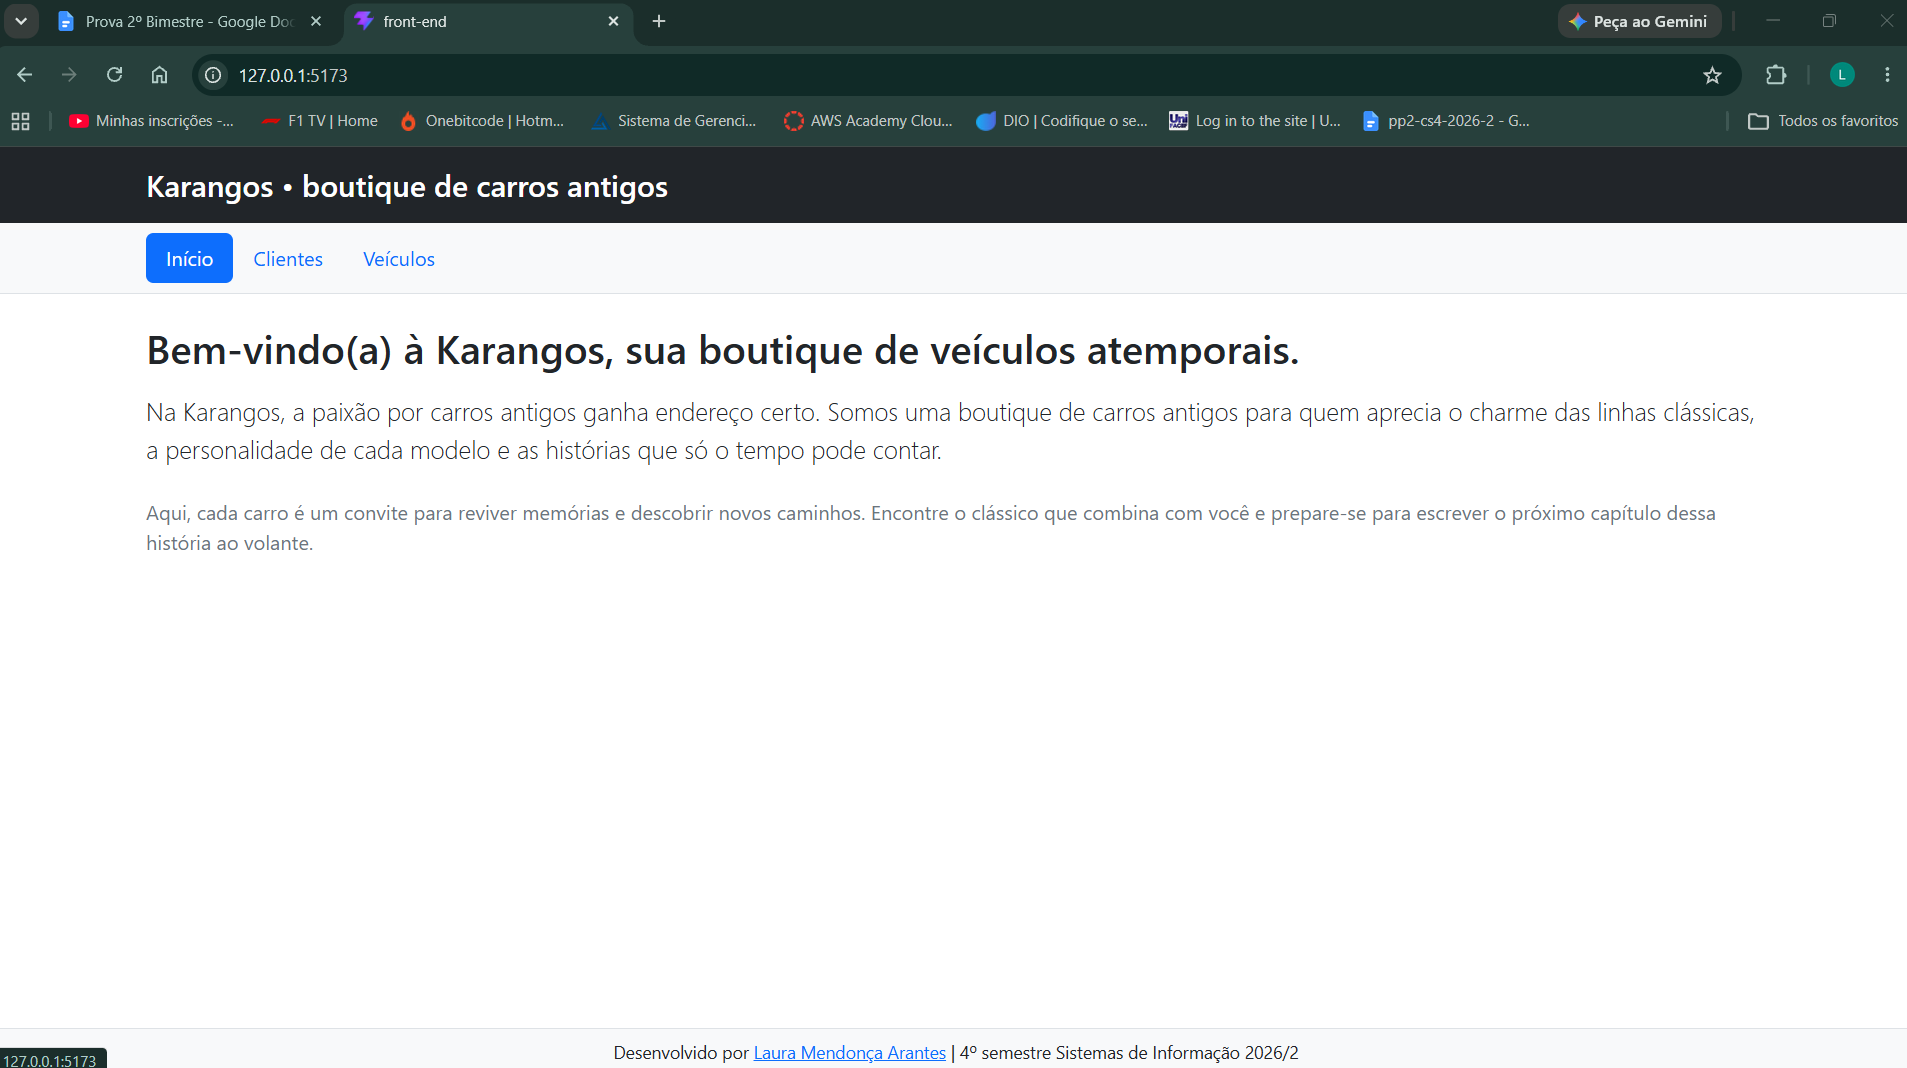 Prova 2º Bimestre - Google Doc
front-end
Peça ao Gemini
127.0.0.1:5173
L
Minhas inscrições -...
F1 TV | Home
Onebitcode | Hotm...
Sistema de Gerenci...
AWS Academy Clou...
DIO | Codifique o se...
Log in to the site | U...
pp2-cs4-2026-2 - G...
Todos os favoritos
Karangos • boutique de carros antigos
Início
Clientes
Veículos
Bem-vindo(a) à Karangos, sua boutique de veículos atemporais.
Na Karangos, a paixão por carros antigos ganha endereço certo. Somos uma boutique de carros antigos para quem aprecia o charme das linhas clássicas,
a personalidade de cada modelo e as histórias que só o tempo pode contar.
Aqui, cada carro é um convite para reviver memórias e descobrir novos caminhos. Encontre o clássico que combina com você e prepare-se para escrever o próximo capítulo dessa
história ao volante.
Desenvolvido por Laura Mendonça Arantes | 4º semestre Sistemas de Informação 2026/2
127.0.0.1:5173